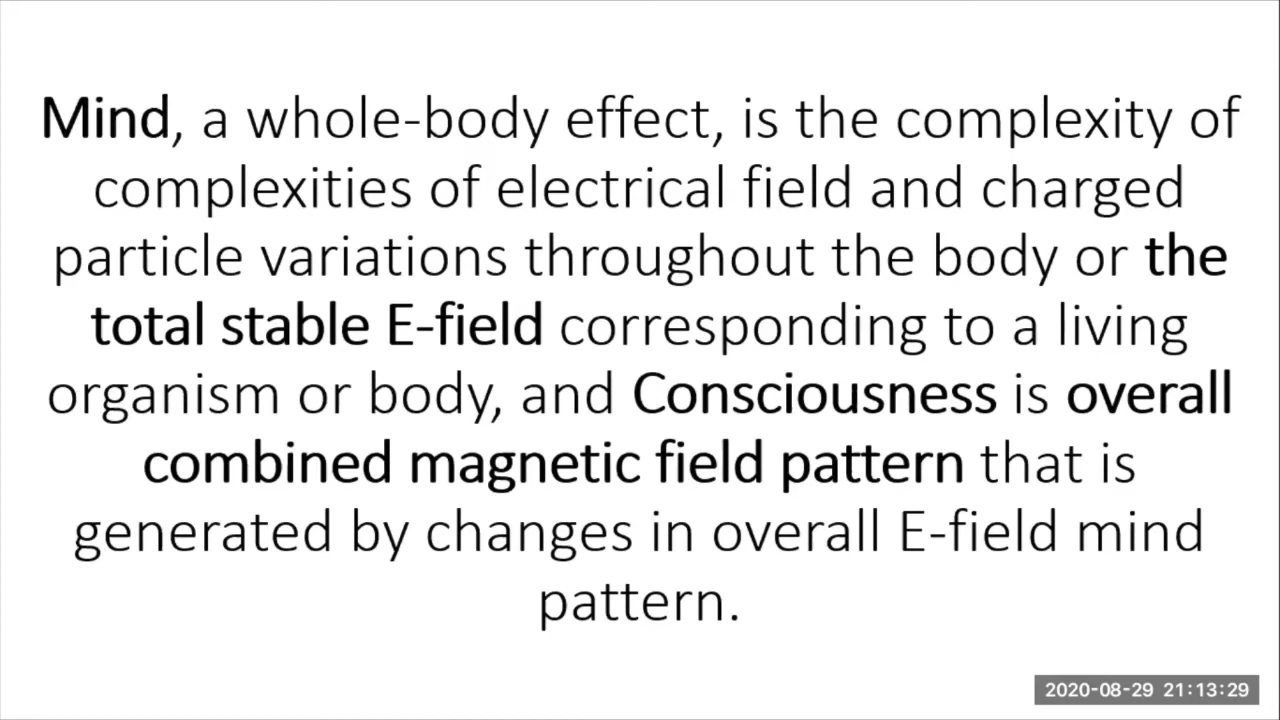 Mind, a whole-body effect, is the complexity of
complexities of electrical field and charged
particle variations throughout the body or the
total stable E-field corresponding to a living
organism or body, and Consciousness is overall
combined magnetic field pattern that is
generated by changes in overall E-field mind
pattern.
2020-08-29 21:13:29